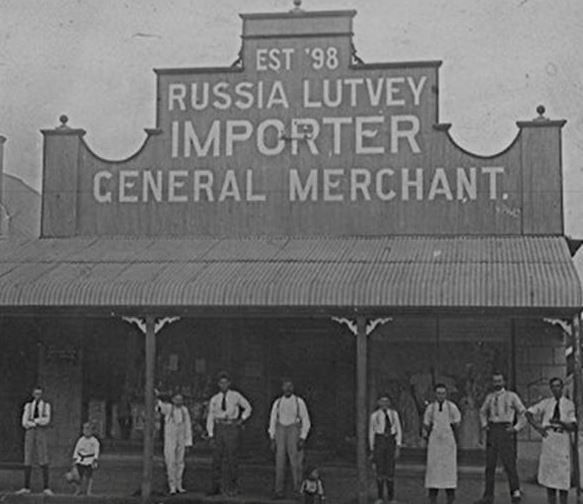 EST '98
RUSSIA LUTVEY
IMPORTER
GENERAL MERCHANT.